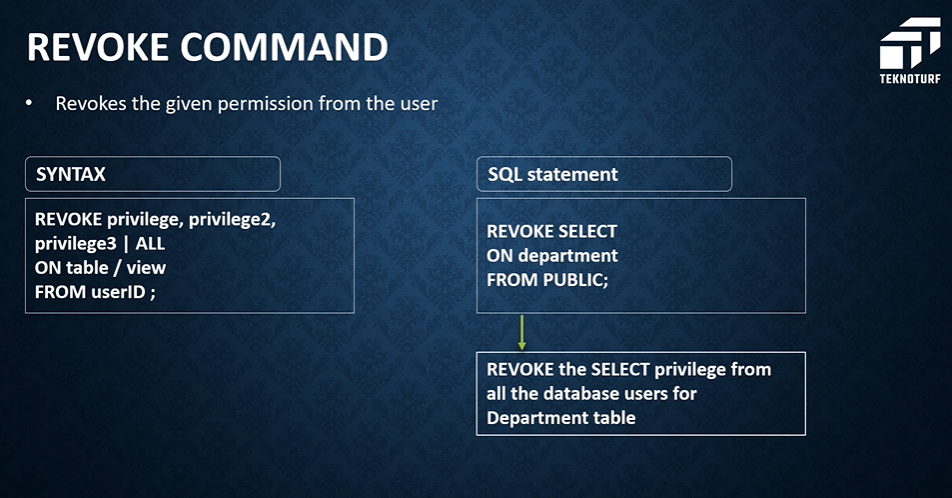 REVOKE COMMAND
TEKNOTURF
• Revokes the given permission from the user
SYNTAX
REVOKE privilege, privilege2,
privilege3 | ALL
ON table / view
FROM userID ;
SQL statement
REVOKE SELECT
ON department
FROM PUBLIC;
REVOKE the SELECT privilege from
all the database users for
Department table